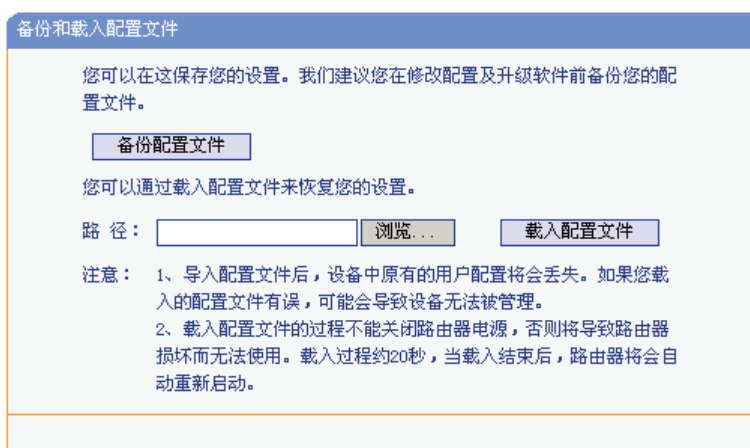 备份和载入配置文件
您可以在这保存您的设置。我们建议您在修改配置及升级软件前备份您的配
置文件。
备份配置文件
您可以通过载入配置文件来恢复您的设置。
路 径： 浏览... 载入配置文件
注意： 1、导入配置文件后，设备中原有的用户配置将会丢失。如果您载
入的配置文件有误，可能会导致设备无法被管理。
2、载入配置文件的过程不能关闭路由器电源，否则将导致路由器
损坏而无法使用。载入过程约20秒，当载入结束后，路由器将会自
动重新启动。